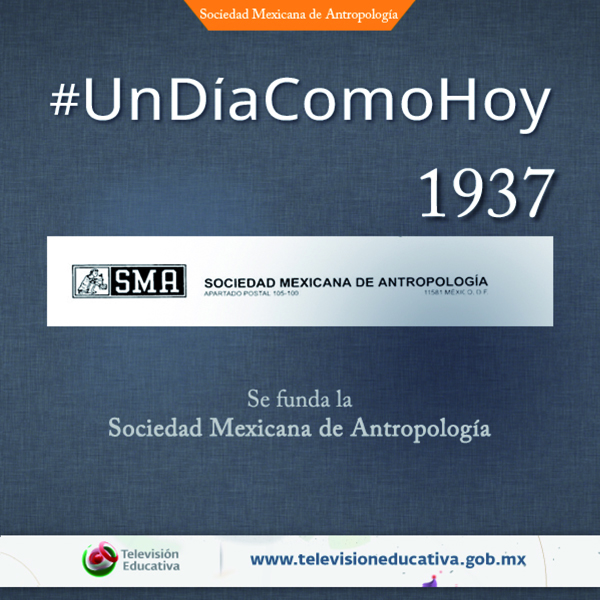 Sociedad Mexicana de Antropología
#UnDíaComoHoy
1937
SMA
SOCIEDAD MEXICANA DE ANTROPOLOGÍA
APARTADO POSTAL 105-100 11581 MÉXICO, D.F.
Se funda la
Sociedad Mexicana de Antropología
Televisión
Educativa
www.televisioneducativa.gob.mx